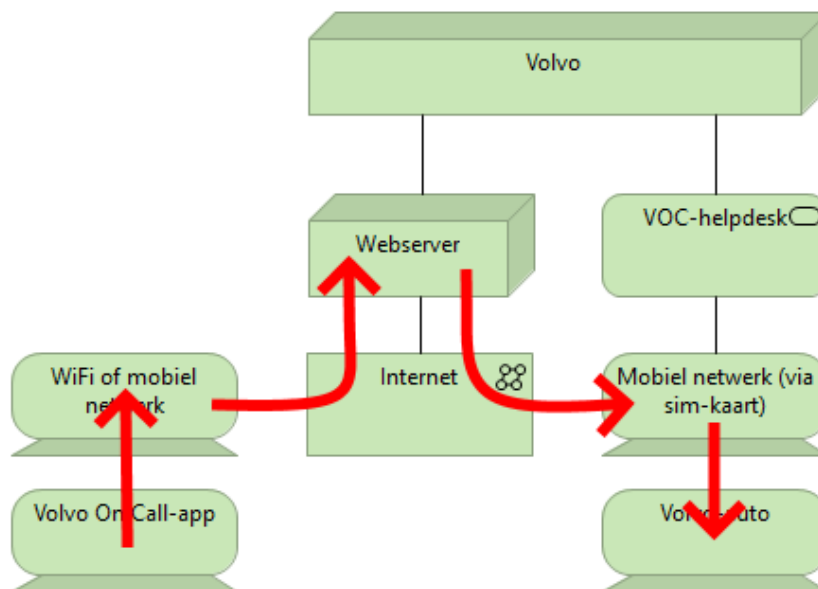 Volvo
Webserver
VOC-helpdesk
WiFi of mobiel
netwerk
Internet
Mobiel netwerk (via
sim-kaart)
Volvo On Call-app
Volvo-auto